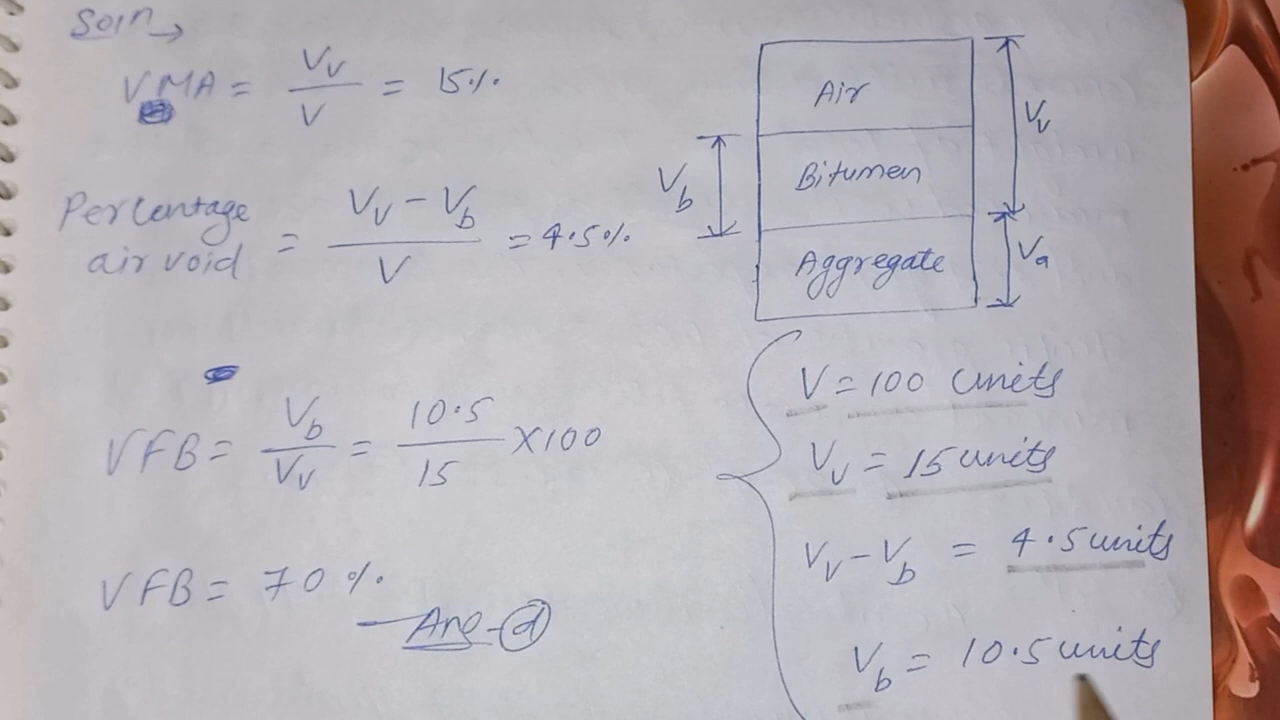 Soln →
VMA = Vv / V = 15%
Percentage air void = (Vv - Vb) / V = 4.5%
VFB = Vb / Vv = 10.5 / 15 × 100
VFB = 70%
Ans - d
Air
Bitumen
Aggregate
Vb
Vv
Va
V = 100 units
Vv = 15 units
Vv - Vb = 4.5 units
Vb = 10.5 units